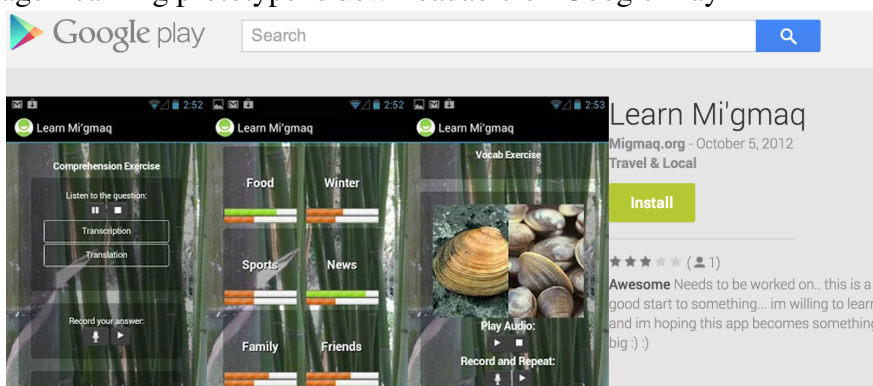 Google play
Search
2:52
2:52
2:53
Learn Mi'gmaq
Learn Mi'gmaq
Learn Mi'gmaq
Comprehension Exercise
Listen to the question:
Transcription
Translation
Record your answer:
Food
Winter
Sports
News
Family
Friends
Vocab Exercise
Play Audio:
Record and Repeat:
Learn Mi'gmaq
Migmaq.org - October 5, 2012
Travel & Local
Install
(1)
Awesome Needs to be worked on.. this is a
good start to something... im willing to learn
and im hoping this app becomes something
big :) :)